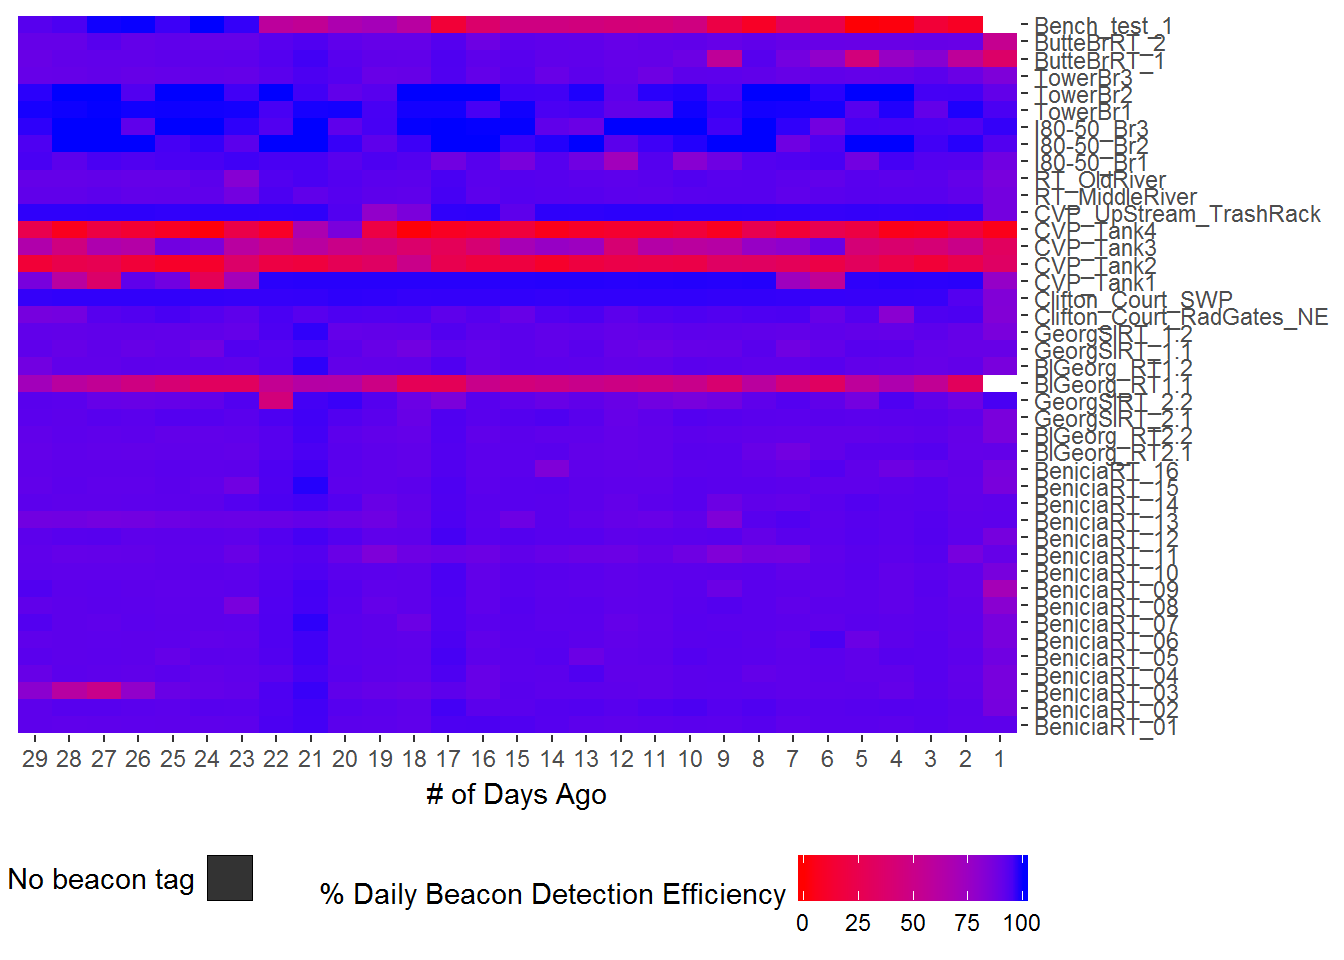 Bench_test_1
ButteBrRT_2
ButteBrRT_1
TowerBr3
TowerBr2
TowerBr1
I80-50_Br3
I80-50_Br2
I80-50_Br1
RT_OldRiver
RT_MiddleRiver
CVP_UpStream_TrashRack
CVP_Tank4
CVP_Tank3
CVP_Tank2
CVP_Tank1
Clifton_Court_SWP
Clifton_Court_RadGates_NE
GeorgSlRT_1.2
GeorgSlRT_1.1
BlGeorg_RT1.2
BlGeorg_RT1.1
GeorgSlRT_2.2
GeorgSlRT_2.1
BlGeorg_RT2.2
BlGeorg_RT2.1
BeniciaRT_16
BeniciaRT_15
BeniciaRT_14
BeniciaRT_13
BeniciaRT_12
BeniciaRT_11
BeniciaRT_10
BeniciaRT_09
BeniciaRT_08
BeniciaRT_07
BeniciaRT_06
BeniciaRT_05
BeniciaRT_04
BeniciaRT_03
BeniciaRT_02
BeniciaRT_01
29 28 27 26 25 24 23 22 21 20 19 18 17 16 15 14 13 12 11 10 9 8 7 6 5 4 3 2 1
# of Days Ago
No beacon tag
% Daily Beacon Detection Efficiency
0 25 50 75 100